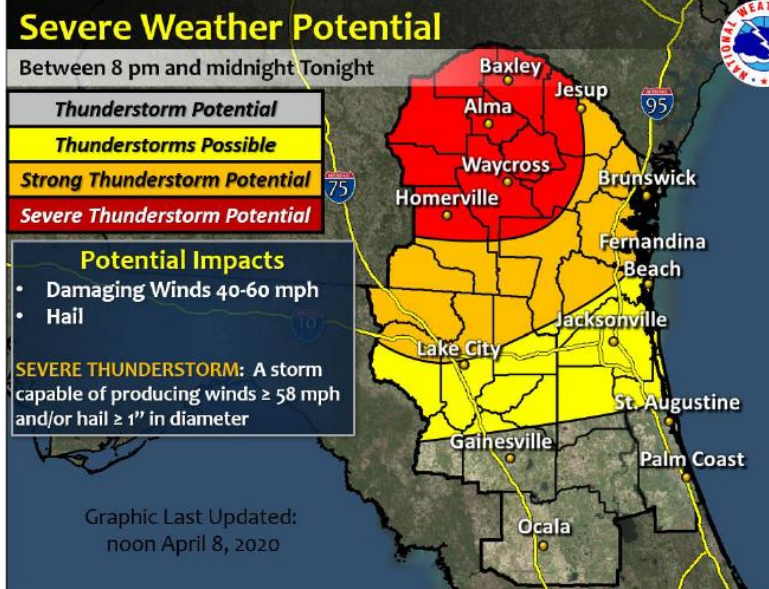 Severe Weather Potential
Between 8 pm and midnight Tonight
Thunderstorm Potential
Thunderstorms Possible
Strong Thunderstorm Potential
Severe Thunderstorm Potential
Potential Impacts
• Damaging Winds 40-60 mph
• Hail
SEVERE THUNDERSTORM: A storm
capable of producing winds ≥ 58 mph
and/or hail ≥ 1” in diameter
Graphic Last Updated:
noon April 8, 2020
NATIONAL WEAT
Baxley
Jesup
Alma
95
Waycross
75
Brunswick
Homerville
Fernandina
Beach
10
Jacksonville
Lake City
St. Augustine
Gainesville
Palm Coast
Ocala